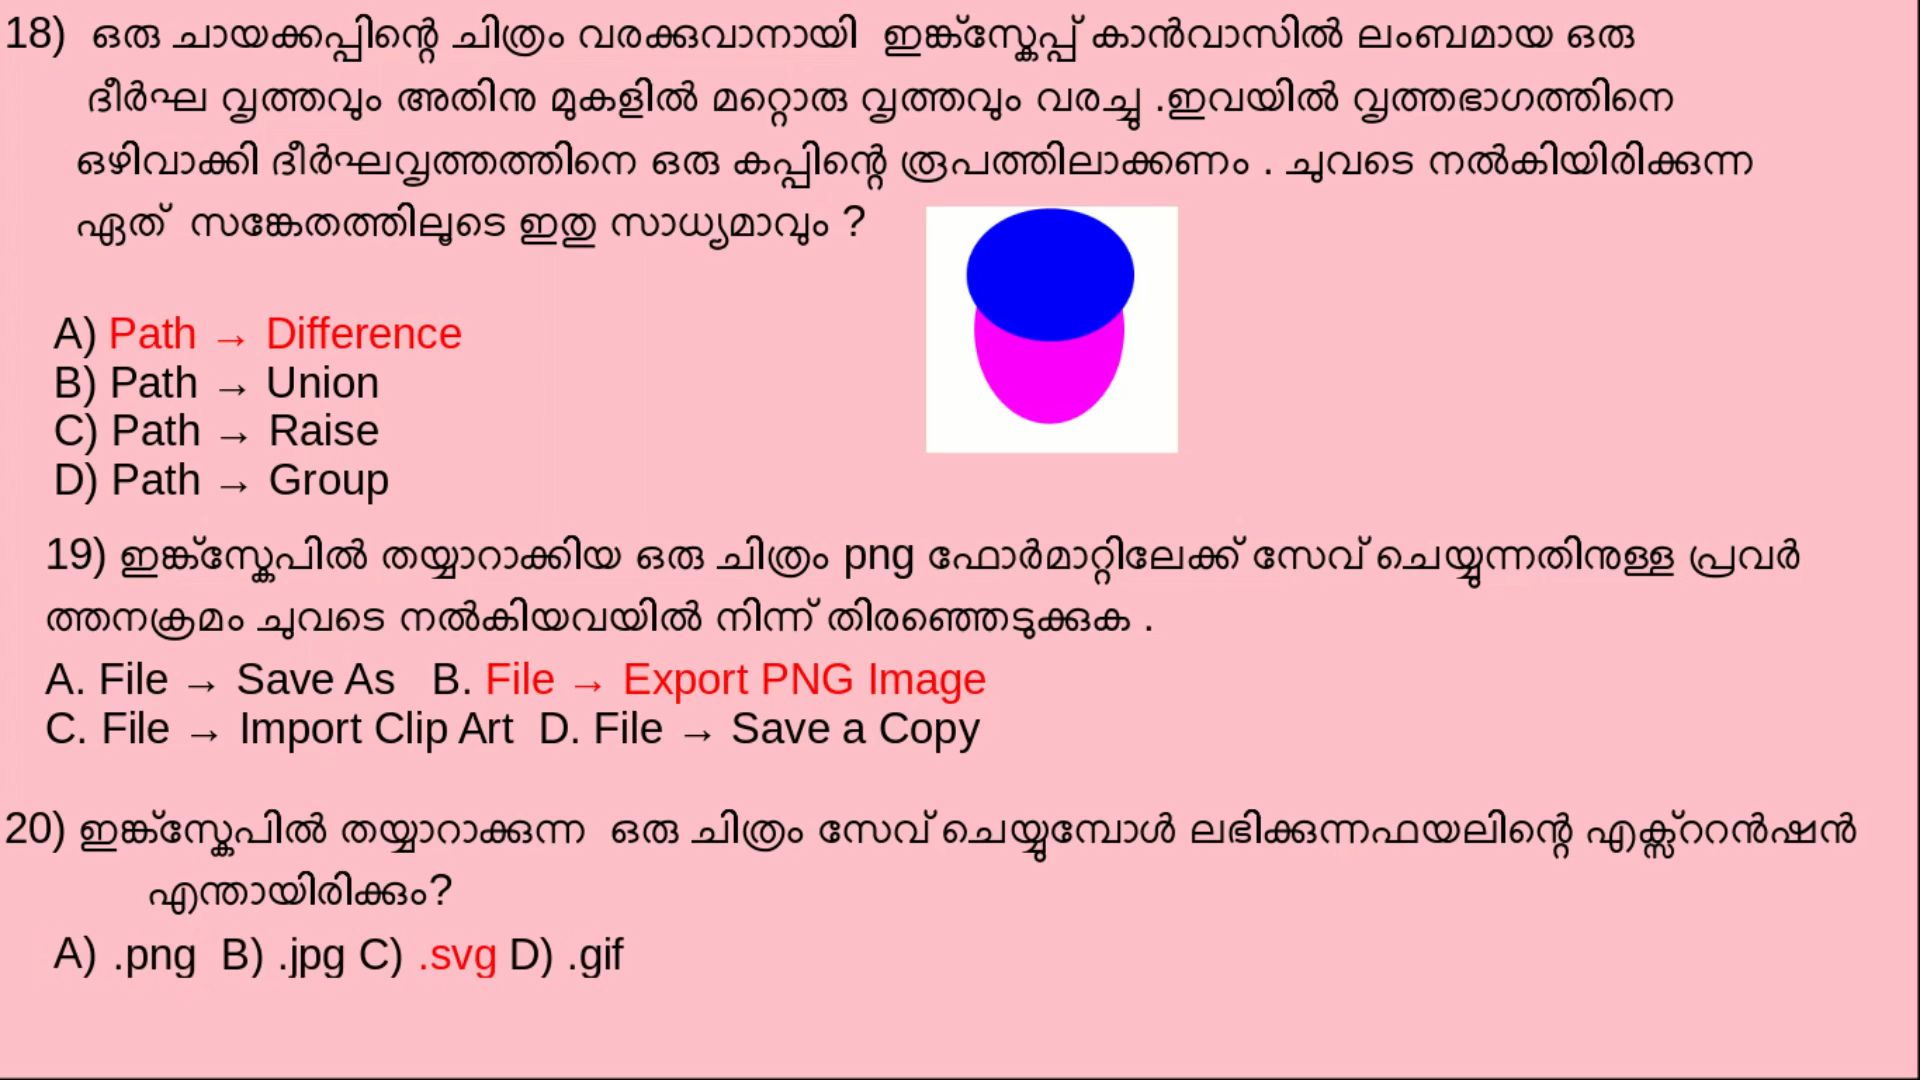 18) ഒരു ചായക്കപ്പിന്റെ ചിത്രം വരക്കുവാനായി ഇങ്ക്സ്കേപ്പ് കാൻവാസിൽ ലംബമായ ഒരു
ദീർഘ വൃത്തവും അതിനു മുകളിൽ മറ്റൊരു വൃത്തവും വരച്ചു .ഇവയിൽ വൃത്തഭാഗത്തിനെ
ഒഴിവാക്കി ദീർഘവൃത്തത്തിനെ ഒരു കപ്പിന്റെ രൂപത്തിലാക്കണം . ചുവടെ നൽകിയിരിക്കുന്ന
ഏത് സങ്കേതത്തിലൂടെ ഇതു സാധ്യമാവും ?
A) Path → Difference
B) Path → Union
C) Path → Raise
D) Path → Group
19) ഇങ്ക്സ്കേപിൽ തയ്യാറാക്കിയ ഒരു ചിത്രം png ഫോർമാറ്റിലേക്ക് സേവ് ചെയ്യുന്നതിനുള്ള പ്രവർ
ത്തനക്രമം ചുവടെ നൽകിയവയിൽ നിന്ന് തിരഞ്ഞെടുക്കുക .
A. File → Save As B. File → Export PNG Image
C. File → Import Clip Art D. File → Save a Copy
20) ഇങ്ക്സ്കേപിൽ തയ്യാറാക്കുന്ന ഒരു ചിത്രം സേവ് ചെയ്യുമ്പോൾ ലഭിക്കുന്നഫയലിന്റെ എക്സ്ററൻഷൻ
എന്തായിരിക്കും?
A) .png B) .jpg C) .svg D) .gif